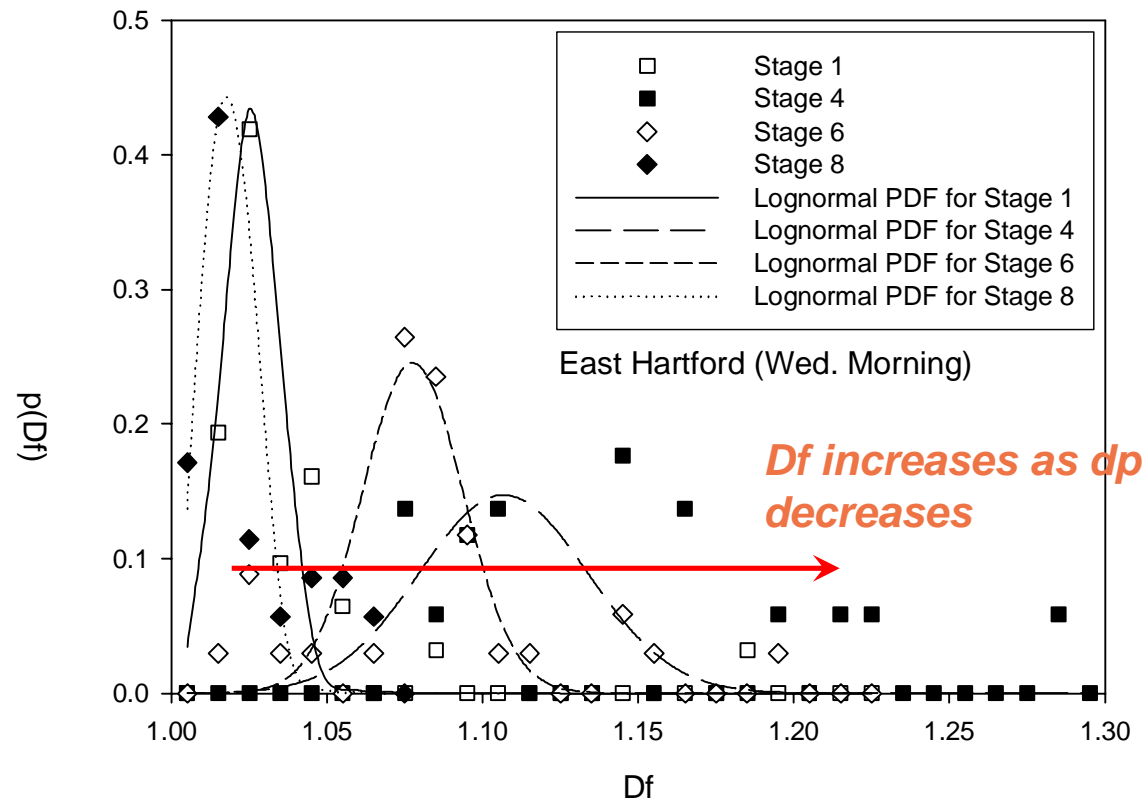 0.5
0.4
0.3
0.2
0.1
0.0
p(Df)
Stage 1
Stage 4
Stage 6
Stage 8
Lognormal PDF for Stage 1
Lognormal PDF for Stage 4
Lognormal PDF for Stage 6
Lognormal PDF for Stage 8
East Hartford (Wed. Morning)
Df increases as dp
decreases
1.00 1.05 1.10 1.15 1.20 1.25 1.30
Df